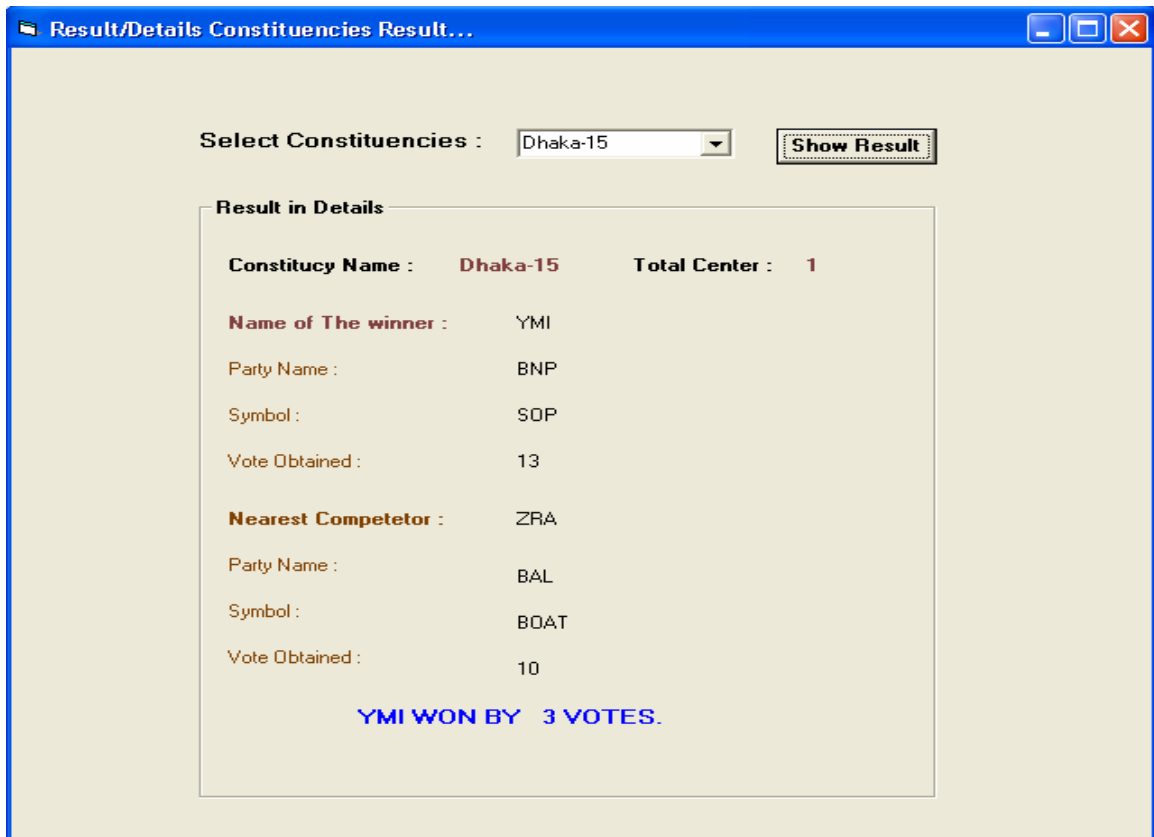 Result/Details Constituencies Result...
Select Constituencies : Dhaka-15 Show Result
Result in Details
Constitucy Name : Dhaka-15 Total Center : 1
Name of The winner : YMI
Party Name : BNP
Symbol : SOP
Vote Obtained : 13
Nearest Competetor : ZRA
Party Name : BAL
Symbol : BOAT
Vote Obtained : 10
YMI WON BY 3 VOTES.